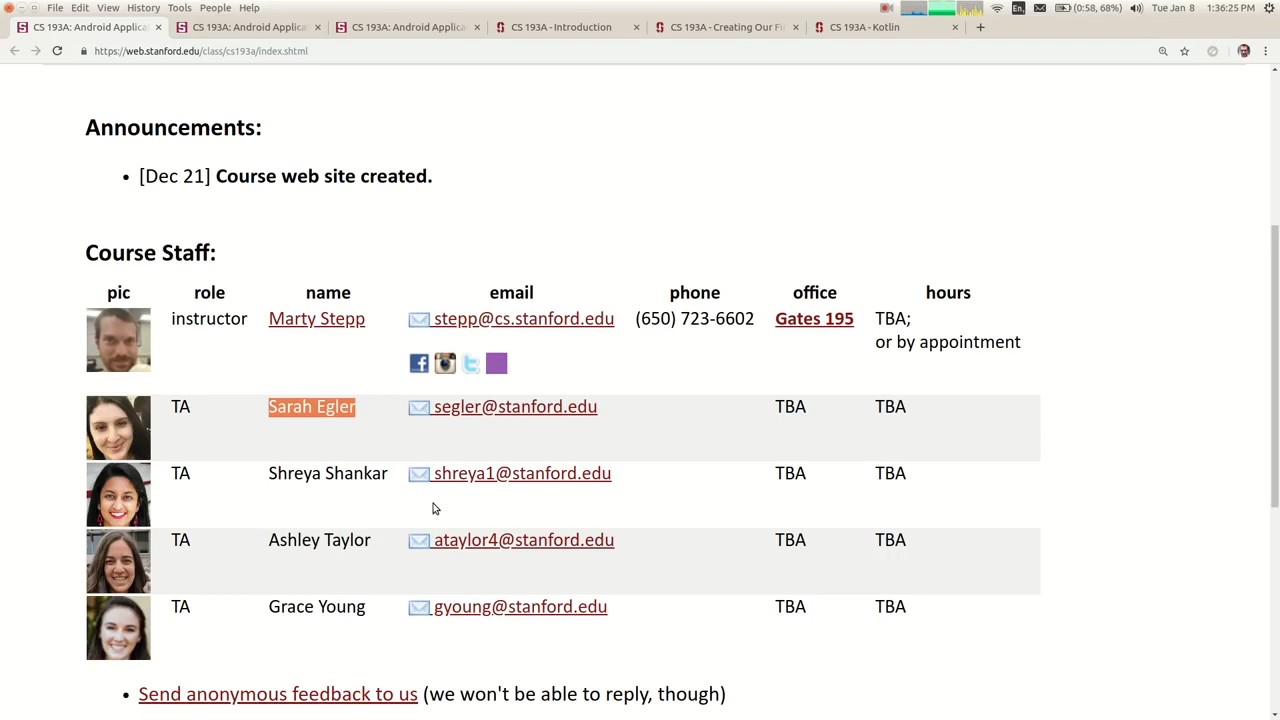 File Edit View History Tools People Help
En (0:58, 68%) Tue Jan 8 1:36:25 PM
CS 193A: Android Applica × CS 193A: Android Applica × CS 193A: Android Applica × CS 193A - Introduction × CS 193A - Creating Our Fi × CS 193A - Kotlin ×
https://web.stanford.edu/class/cs193a/index.shtml
Announcements:
• [Dec 21] Course web site created.
Course Staff:
pic role name email phone office hours
instructor Marty Stepp stepp@cs.stanford.edu (650) 723-6602 Gates 195 TBA;
or by appointment
TA Sarah Egler segler@stanford.edu TBA TBA
TA Shreya Shankar shreya1@stanford.edu TBA TBA
TA Ashley Taylor ataylor4@stanford.edu TBA TBA
TA Grace Young gyoung@stanford.edu TBA TBA
• Send anonymous feedback to us (we won't be able to reply, though)